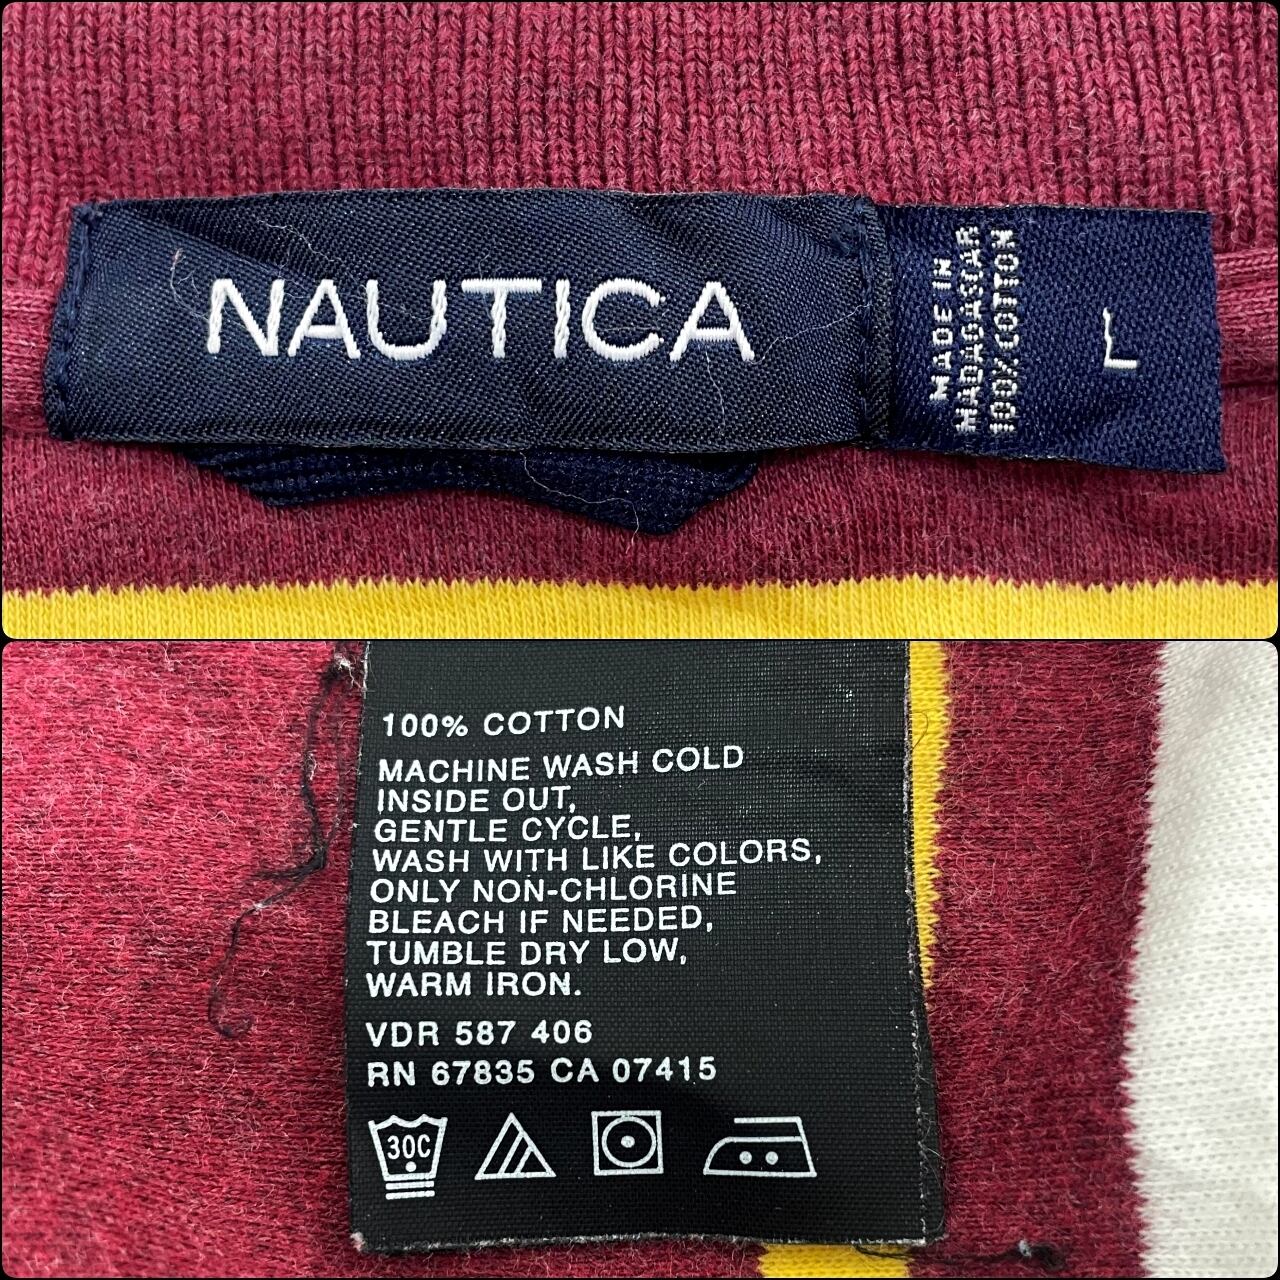 NAUTICA
MADE IN
MADAGASCAR
100% COTTON
L
100% COTTON
MACHINE WASH COLD
INSIDE OUT,
GENTLE CYCLE,
WASH WITH LIKE COLORS,
ONLY NON-CHLORINE
BLEACH IF NEEDED,
TUMBLE DRY LOW,
WARM IRON.
VDR 587 406
RN 67835 CA 07415
30C